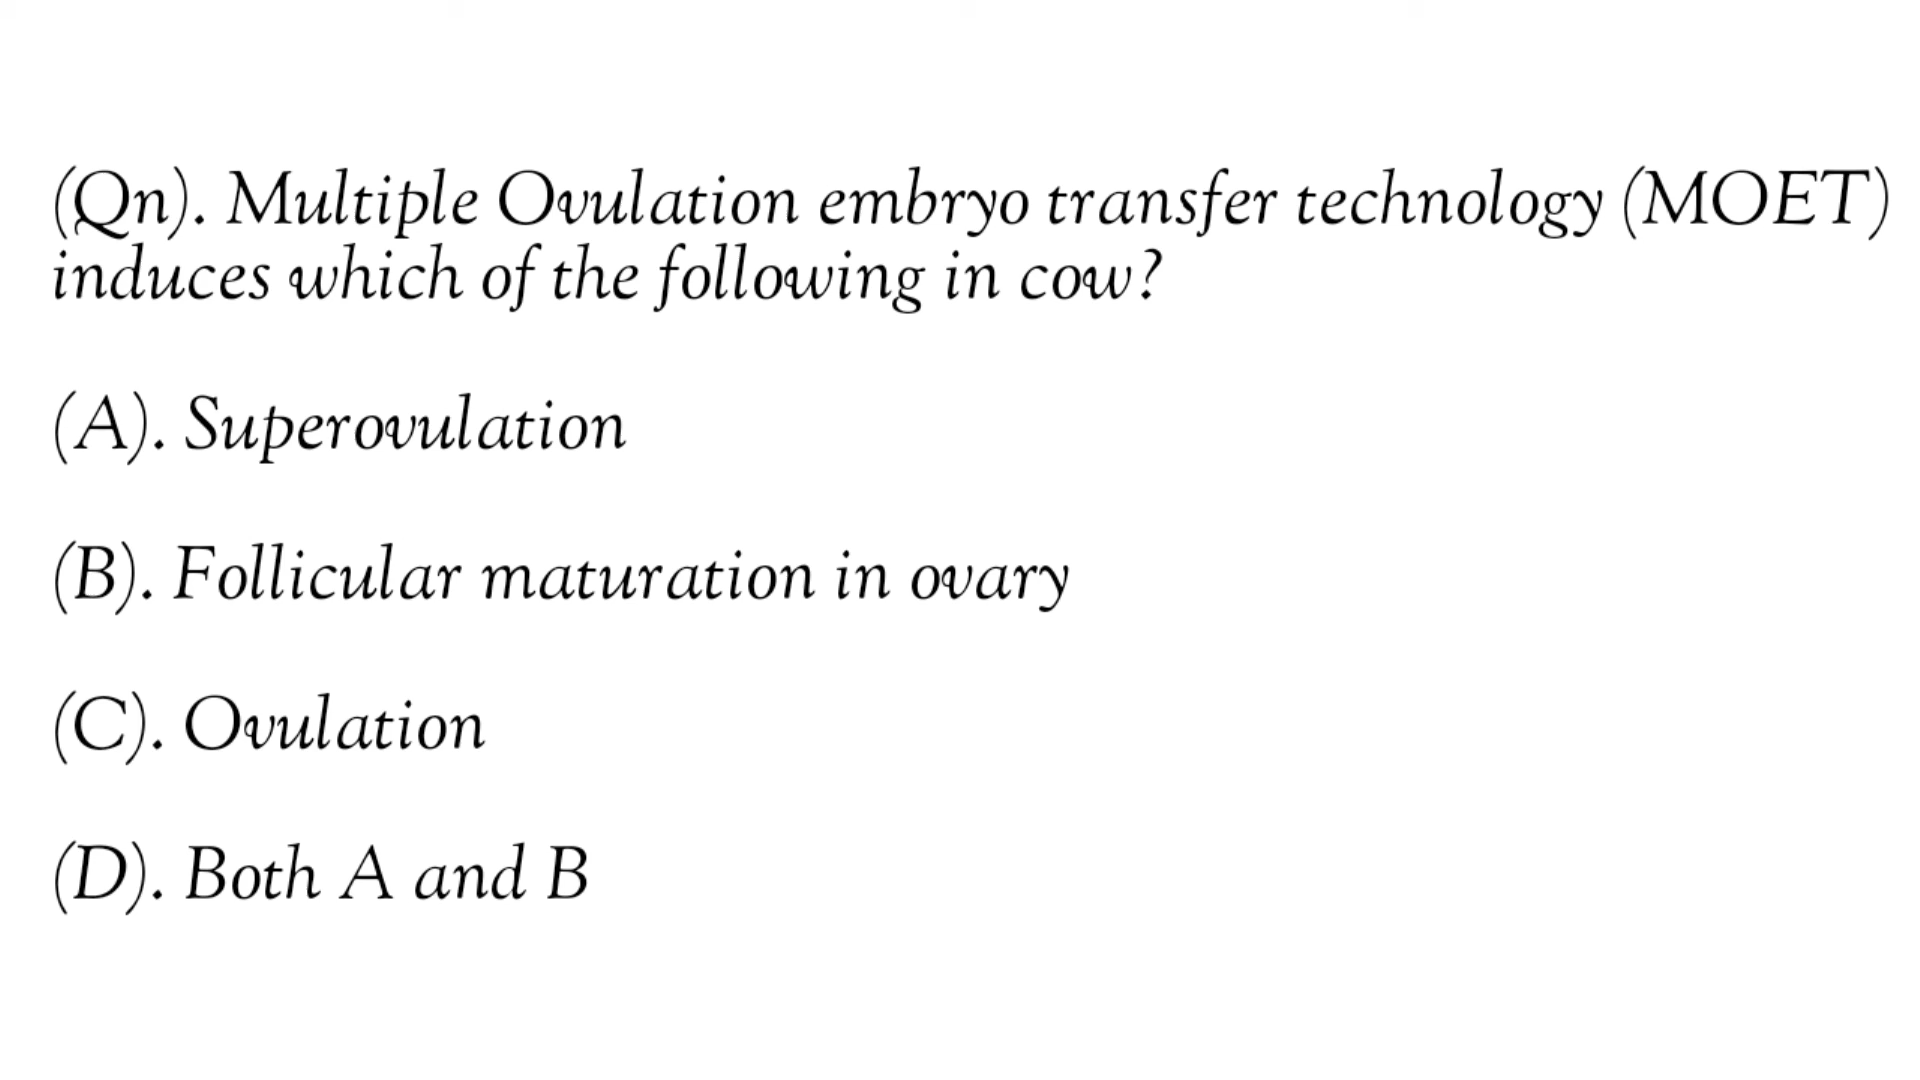 (Qn). Multiple Ovulation embryo transfer technology (MOET)
induces which of the following in cow?
(A). Superovulation
(B). Follicular maturation in ovary
(C). Ovulation
(D). Both A and B